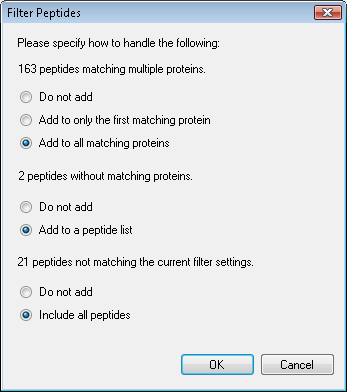 Filter Peptides
Please specify how to handle the following:
163 peptides matching multiple proteins.
Do not add
Add to only the first matching protein
Add to all matching proteins
2 peptides without matching proteins.
Do not add
Add to a peptide list
21 peptides not matching the current filter settings.
Do not add
Include all peptides
OK
Cancel